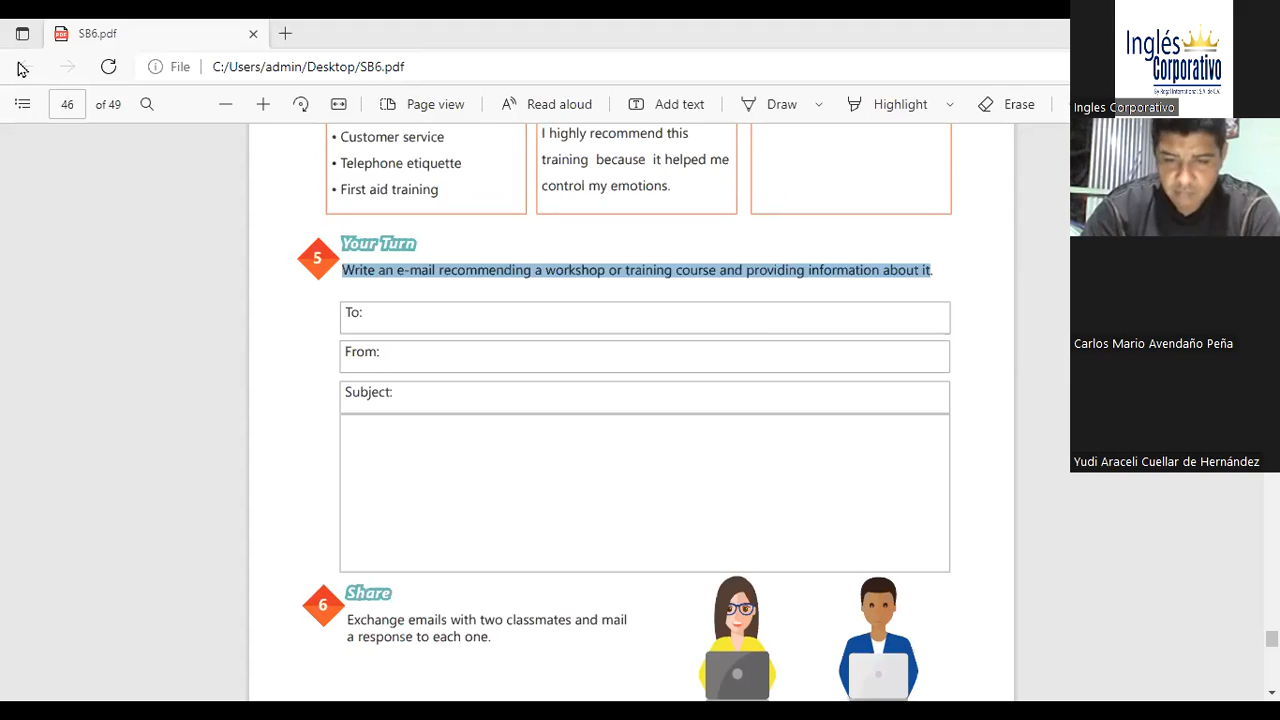 SB6.pdf
File
C:/Users/admin/Desktop/SB6.pdf
46 of 49
Page view
Read aloud
Add text
Draw
Highlight
Erase
• Customer service
• Telephone etiquette
• First aid training
I highly recommend this
training because it helped me
control my emotions.
5
Your Turn
Write an e-mail recommending a workshop or training course and providing information about it.
To:
From:
Subject:
6
Share
Exchange emails with two classmates and mail
a response to each one.
Inglés
Corporativo
Ingles Corporativo
Carlos Mario Avendaño Peña
Yudi Araceli Cuellar de Hernández